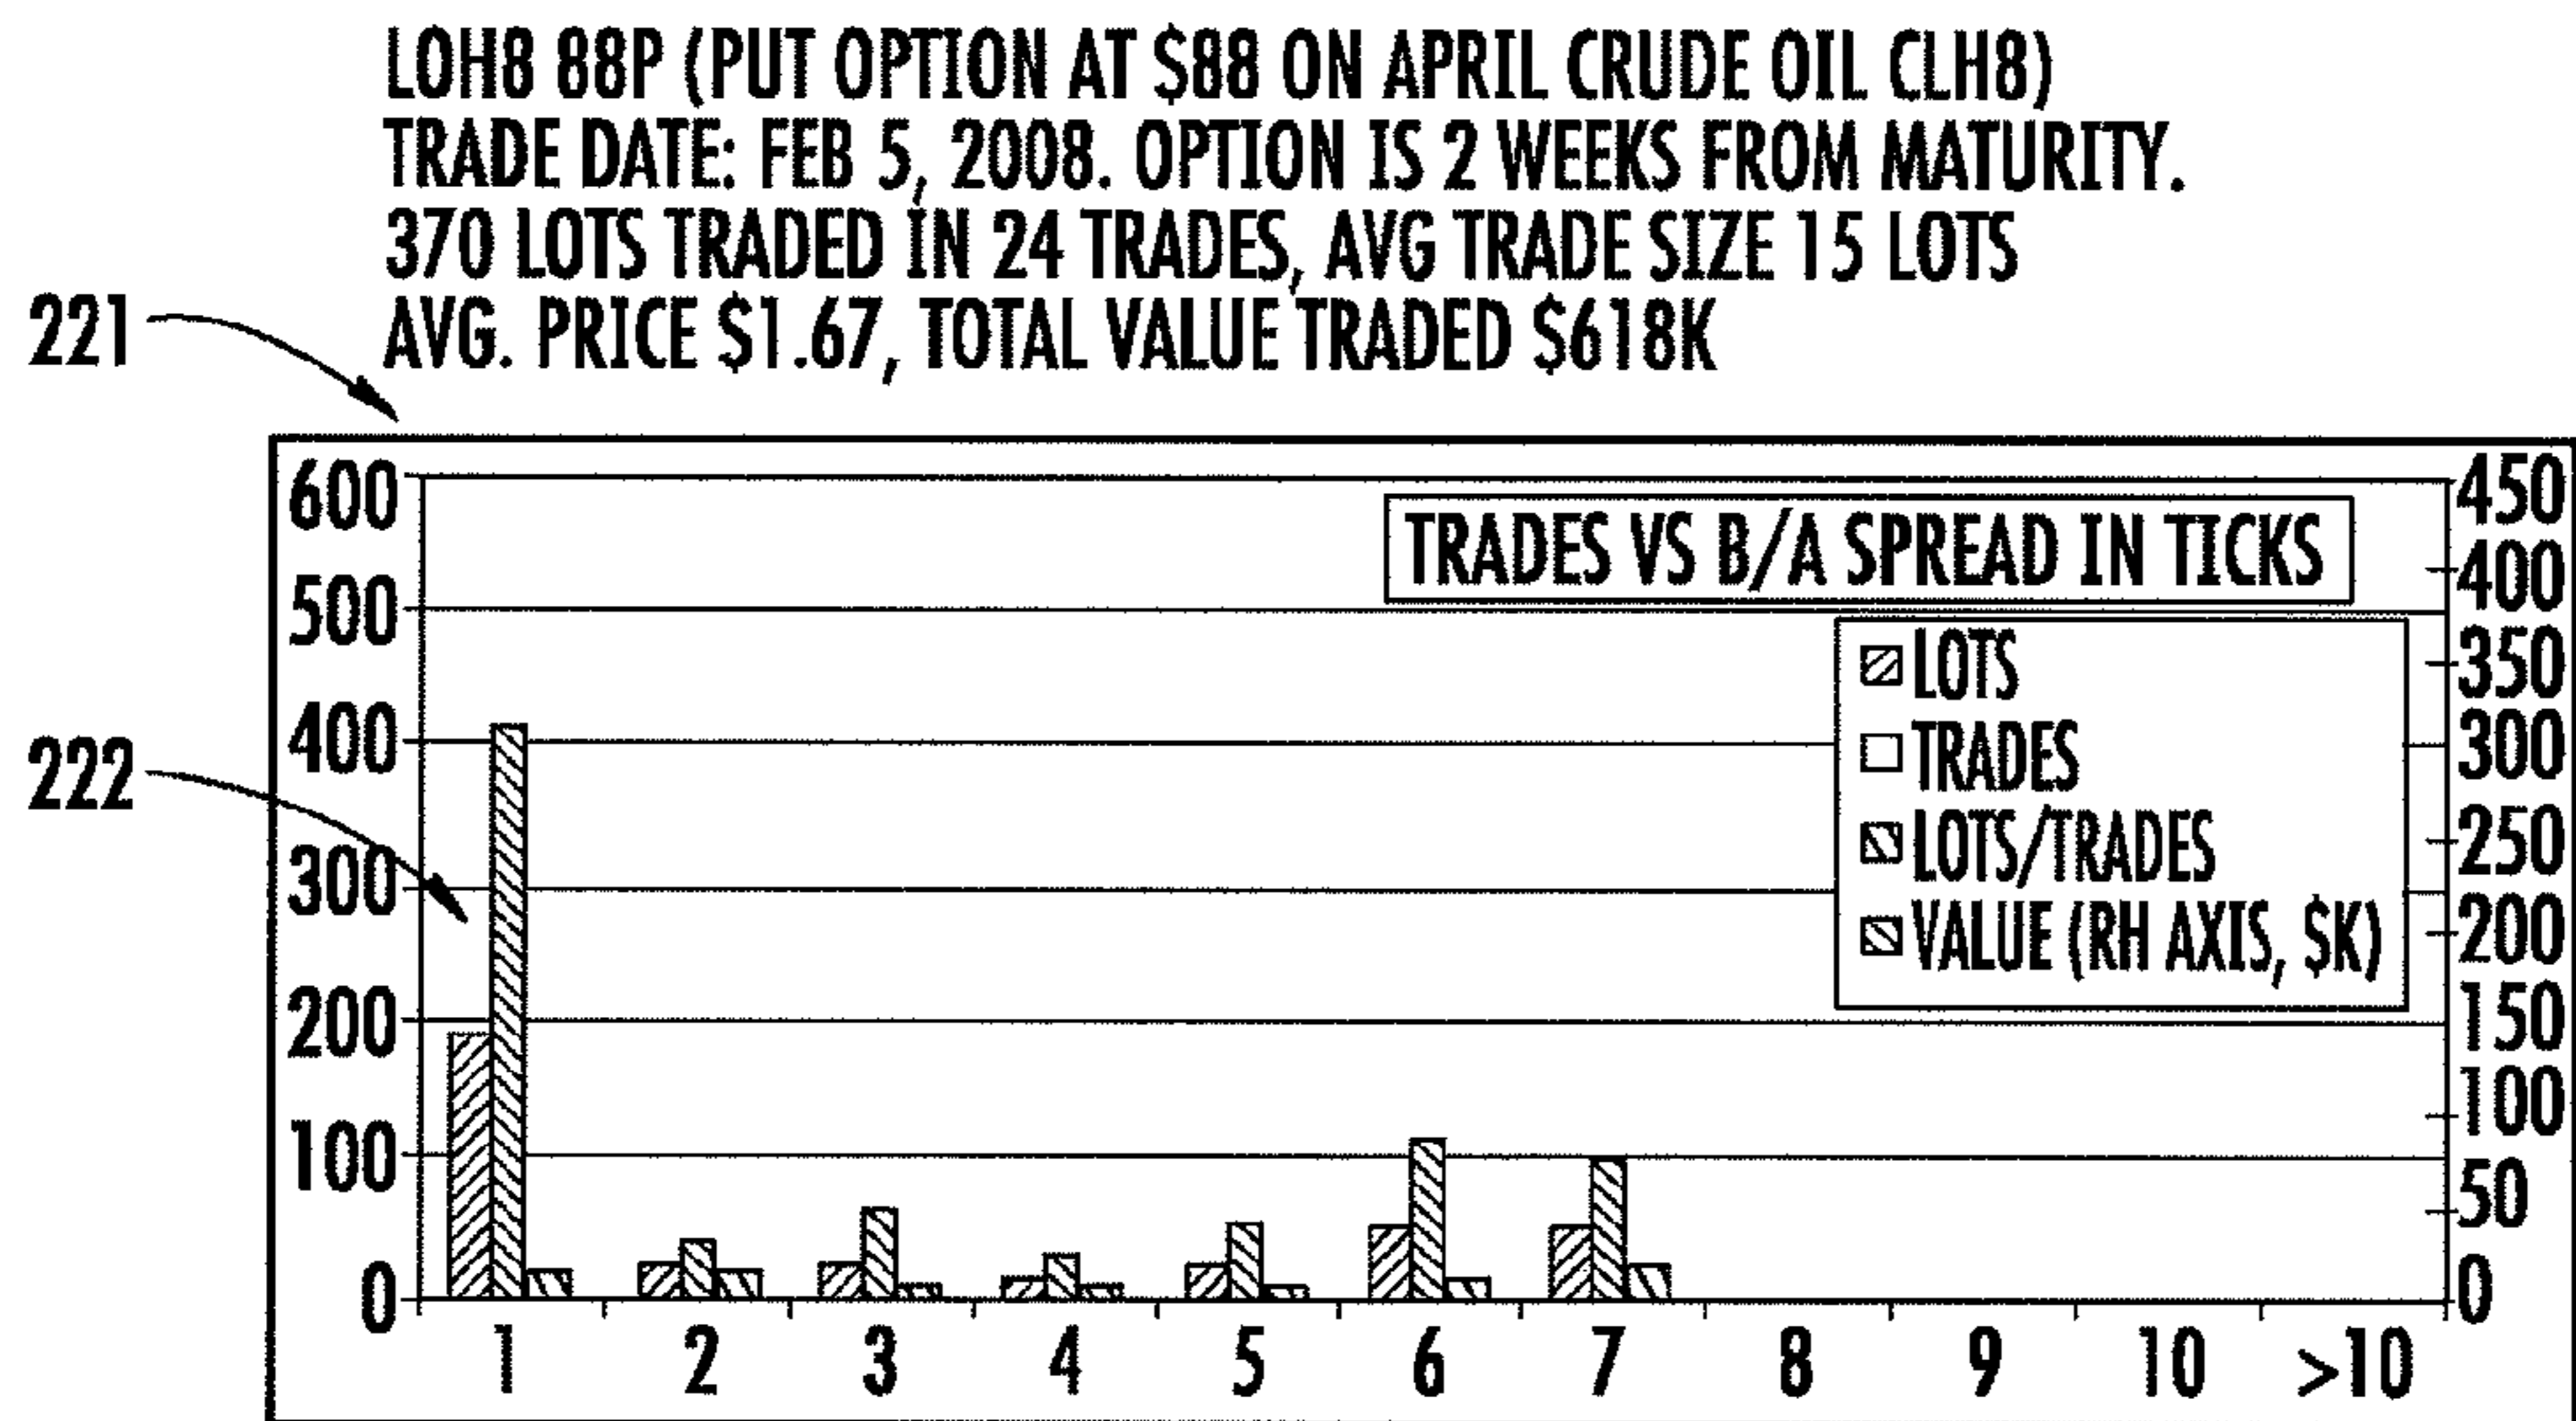 LOH8 88P (PUT OPTION AT $88 ON APRIL CRUDE OIL CLH8)
TRADE DATE: FEB 5, 2008. OPTION IS 2 WEEKS FROM MATURITY.
370 LOTS TRADED IN 24 TRADES, AVG TRADE SIZE 15 LOTS
AVG. PRICE $1.67, TOTAL VALUE TRADED $618K
221
222
600
500
400
300
200
100
0
TRADES VS B/A SPREAD IN TICKS
LOTS
TRADES
LOTS/TRADES
VALUE (RH AXIS, $K)
450
400
350
300
250
200
150
100
50
0
1 2 3 4 5 6 7 8 9 10 >10